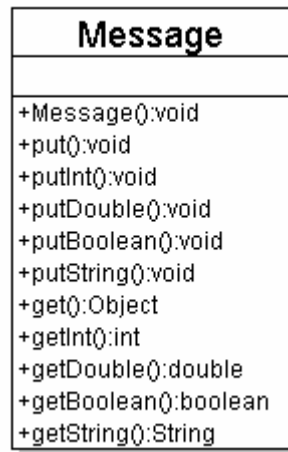 Message
+Message():void
+put():void
+putInt():void
+putDouble():void
+putBoolean():void
+putString():void
+get():Object
+getInt():int
+getDouble():double
+getBoolean():boolean
+getString():String